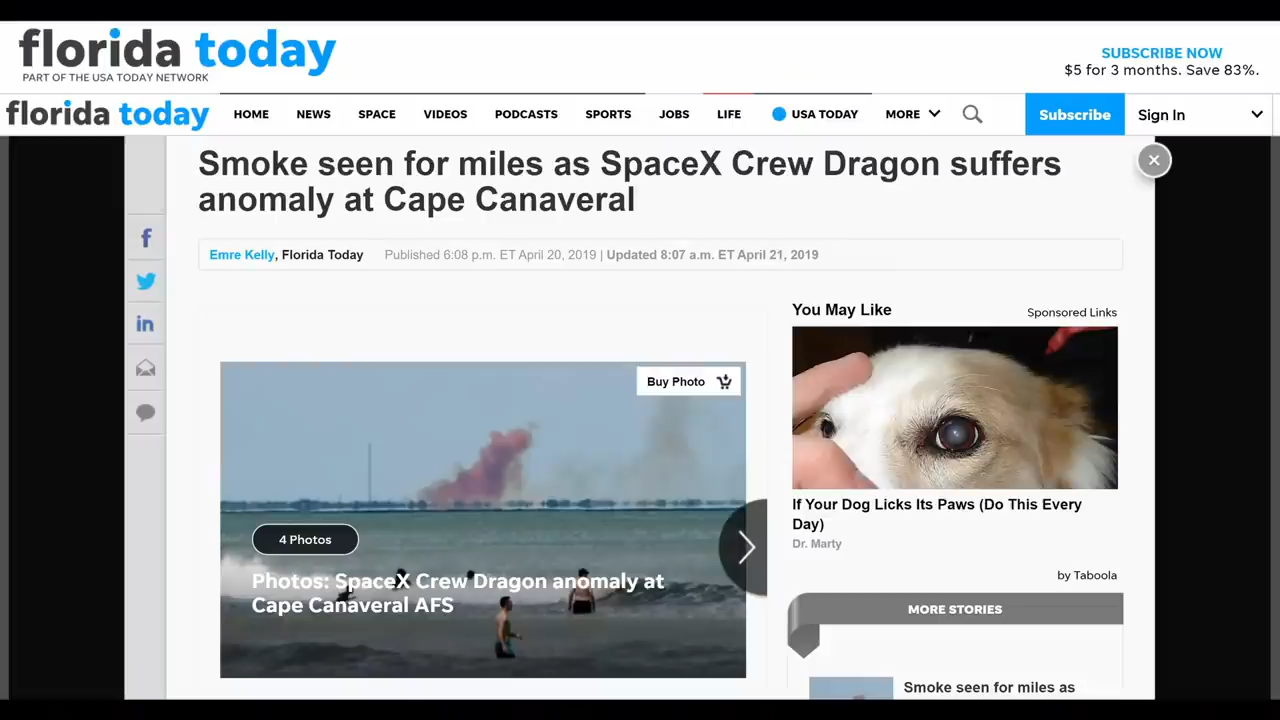 florida today
PART OF THE USA TODAY NETWORK
SUBSCRIBE NOW
$5 for 3 months. Save 83%.
florida today
HOME NEWS SPACE VIDEOS PODCASTS SPORTS JOBS LIFE USA TODAY MORE
Subscribe
Sign In
Smoke seen for miles as SpaceX Crew Dragon suffers
anomaly at Cape Canaveral
Emre Kelly, Florida Today Published 6:08 p.m. ET April 20, 2019 | Updated 8:07 a.m. ET April 21, 2019
Buy Photo
4 Photos
Photos: SpaceX Crew Dragon anomaly at
Cape Canaveral AFS
You May Like
Sponsored Links
If Your Dog Licks Its Paws (Do This Every
Day)
Dr. Marty
by Taboola
MORE STORIES
Smoke seen for miles as